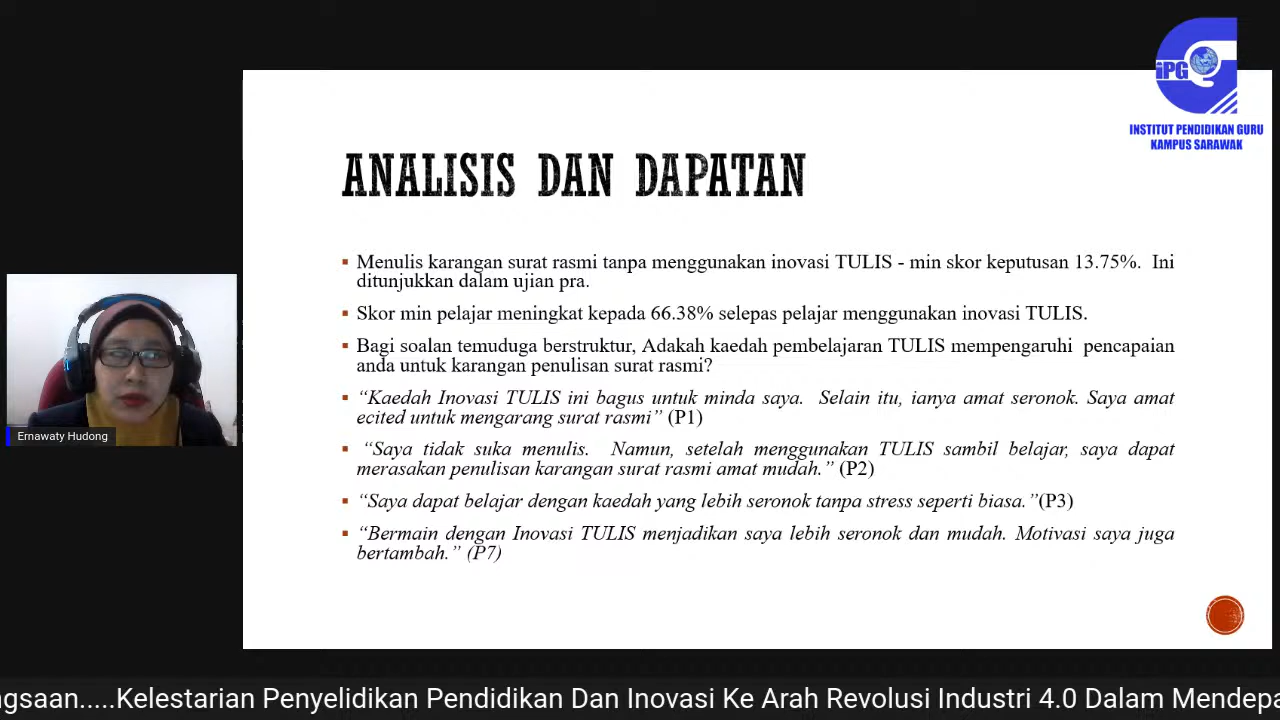 iPG
INSTITUT PENDIDIKAN GURU
KAMPUS SARAWAK
ANALISIS DAN DAPATAN
▪ Menulis karangan surat rasmi tanpa menggunakan inovasi TULIS - min skor keputusan 13.75%. Ini
ditunjukkan dalam ujian pra.
▪ Skor min pelajar meningkat kepada 66.38% selepas pelajar menggunakan inovasi TULIS.
▪ Bagi soalan temuduga berstruktur, Adakah kaedah pembelajaran TULIS mempengaruhi pencapaian
anda untuk karangan penulisan surat rasmi?
▪ “Kaedah Inovasi TULIS ini bagus untuk minda saya. Selain itu, ianya amat seronok. Saya amat
ecited untuk mengarang surat rasmi” (P1)
▪ “Saya tidak suka menulis. Namun, setelah menggunakan TULIS sambil belajar, saya dapat
merasakan penulisan karangan surat rasmi amat mudah.” (P2)
▪ “Saya dapat belajar dengan kaedah yang lebih seronok tanpa stress seperti biasa.”(P3)
▪ “Bermain dengan Inovasi TULIS menjadikan saya lebih seronok dan mudah. Motivasi saya juga
bertambah.” (P7)
Ernawaty Hudong
ngsaan.....Kelestarian Penyelidikan Pendidikan Dan Inovasi Ke Arah Revolusi Industri 4.0 Dalam Mendepa